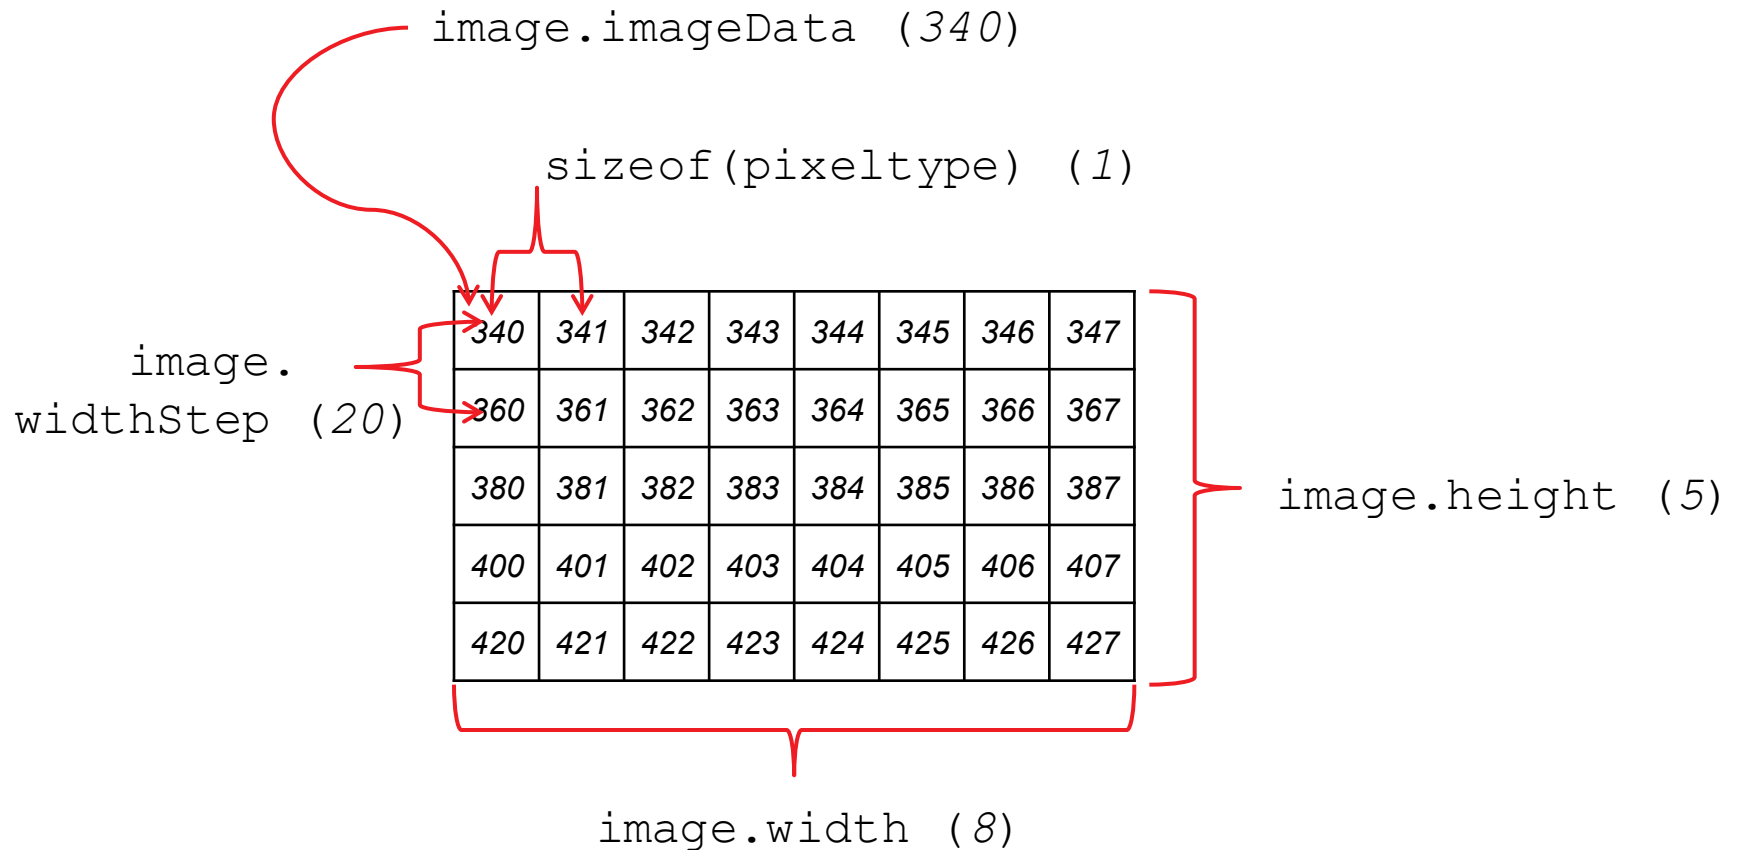 image.imageData (340)
sizeof(pixeltype) (1)
image.
widthStep (20)
340 341 342 343 344 345 346 347
360 361 362 363 364 365 366 367
380 381 382 383 384 385 386 387
400 401 402 403 404 405 406 407
420 421 422 423 424 425 426 427
image.height (5)
image.width (8)